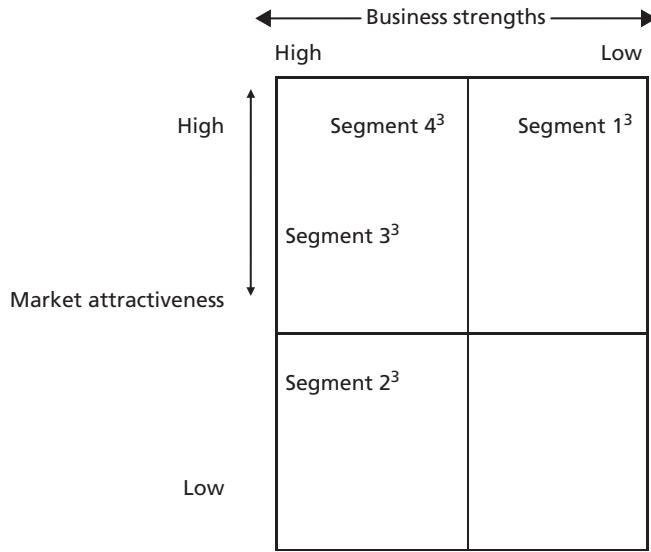 Business strengths
High Low
High
Segment 4³ Segment 1³
Segment 3³
Market attractiveness
Segment 2³
Low